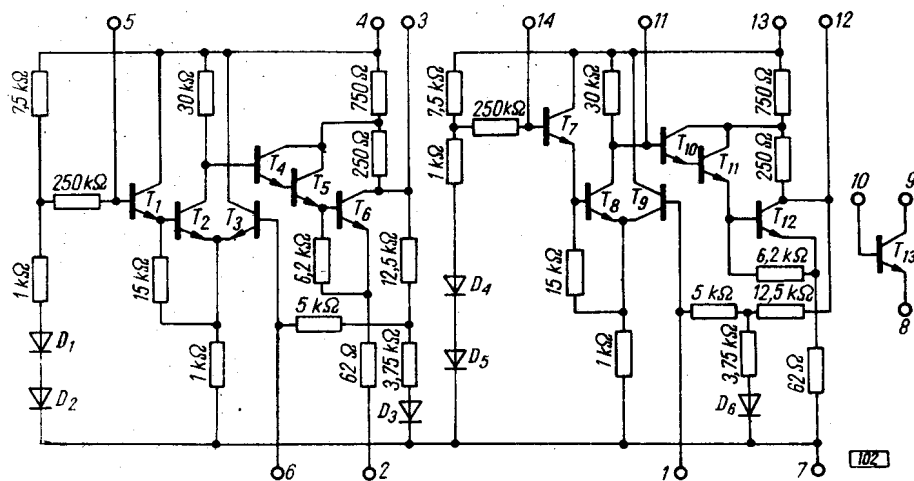 5 4 3 14 11 13 12
7,5 kΩ 30 kΩ 750 Ω 7,5 kΩ 30 kΩ 750 Ω
250 kΩ T7
T4 250 Ω 1 kΩ T10 T11 250 Ω
250 kΩ T5 10 9
T1 T2 T3 T6 T8 T9 T12 T13
1 kΩ 15 kΩ 6,2 kΩ 12,5 kΩ D4 15 kΩ 6,2 kΩ
5 kΩ 5 kΩ 12,5 kΩ 8
D1 1 kΩ 62 Ω 3,75 kΩ D5 1 kΩ 3,75 kΩ 62 Ω
D2 D3 D6
6 2 1 7 102